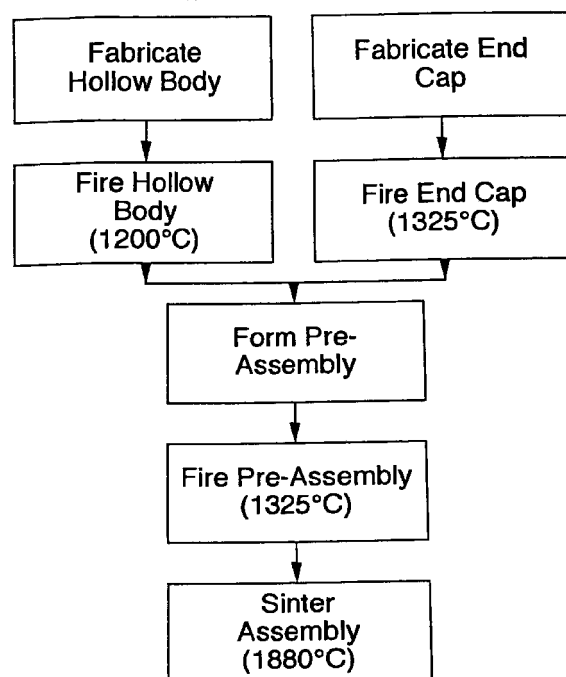 Fabricate
Hollow Body
Fabricate End
Cap
Fire Hollow
Body
(1200°C)
Fire End Cap
(1325°C)
Form Pre-
Assembly
Fire Pre-Assembly
(1325°C)
Sinter
Assembly
(1880°C)